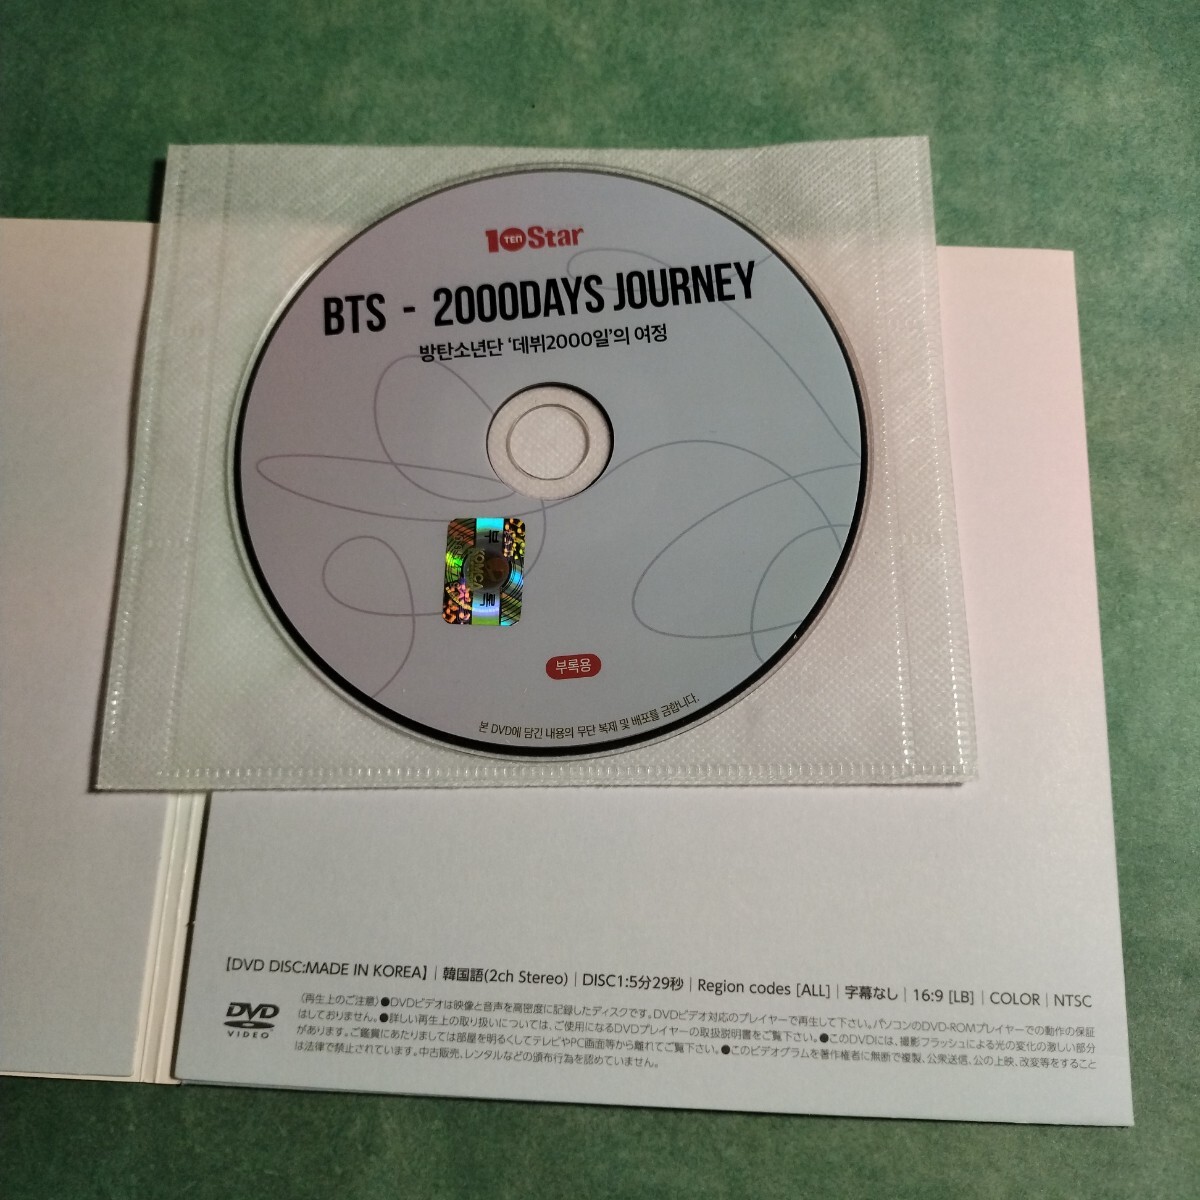 10 TEN Star
BTS - 2000DAYS JOURNEY
방탄소년단 ‘데뷔2000일’의 여정
KOMCA
부록용
본 DVD에 담긴 내용의 무단 복제 및 배포를 금합니다.
【DVD DISC:MADE IN KOREA】｜韓国語(2ch Stereo)｜DISC1:5分29秒｜Region codes [ALL]｜字幕なし｜16:9 [LB]｜COLOR｜NTSC
DVD VIDEO
（再生上のご注意）●DVDビデオは映像と音声を高密度に記録したディスクです。DVDビデオ対応のプレイヤーで再生して下さい。パソコンのDVD-ROMプレイヤーでの動作の保証
はしておりません。●詳しい再生上の取り扱いについては、ご使用になるDVDプレイヤーの取扱説明書をご覧下さい。●このDVDには、撮影フラッシュによる光の変化の激しい部分
があります。ご鑑賞にあたりましては部屋を明るくしてテレビやPC画面等から離れてご覧下さい。●このビデオグラムを著作権者に無断で複製、公衆送信、公の上映、改変等をすること
は法律で禁止されています。中古販売、レンタルなどの頒布行為を認めていません。